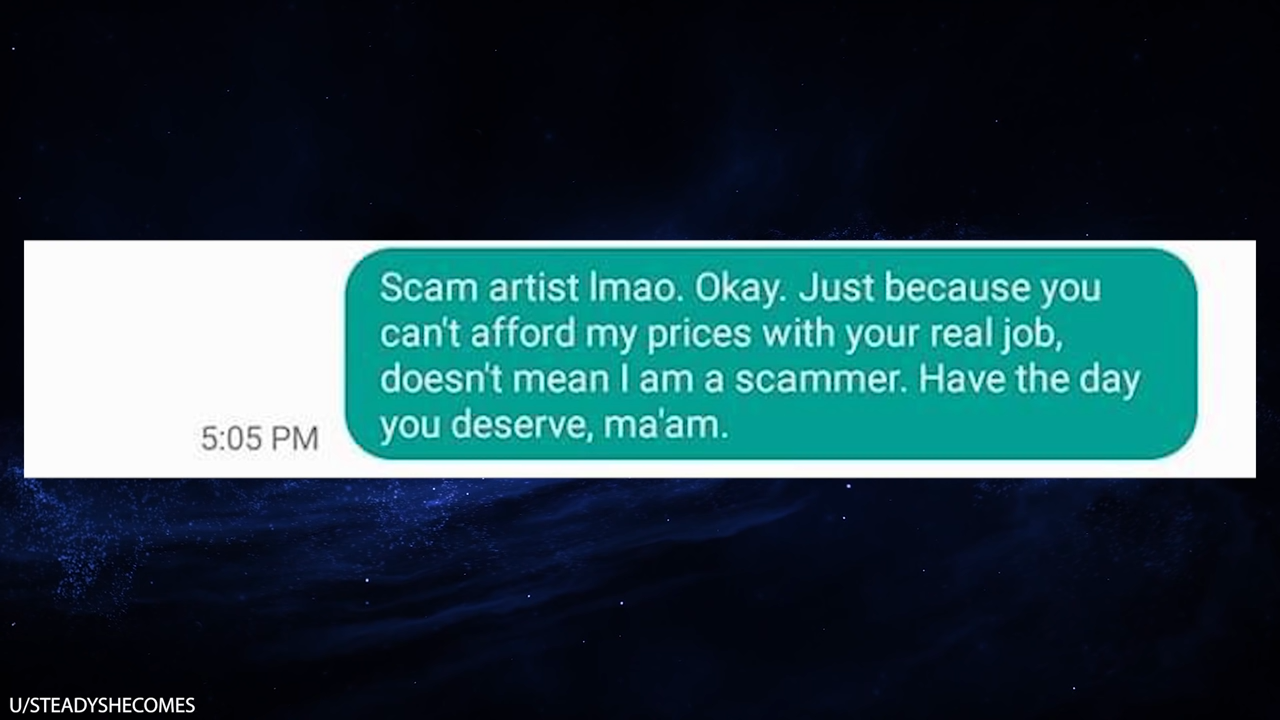 Scam artist lmao. Okay. Just because you
can't afford my prices with your real job,
doesn't mean I am a scammer. Have the day
you deserve, ma'am.
5:05 PM
U/STEADYSHECOMES